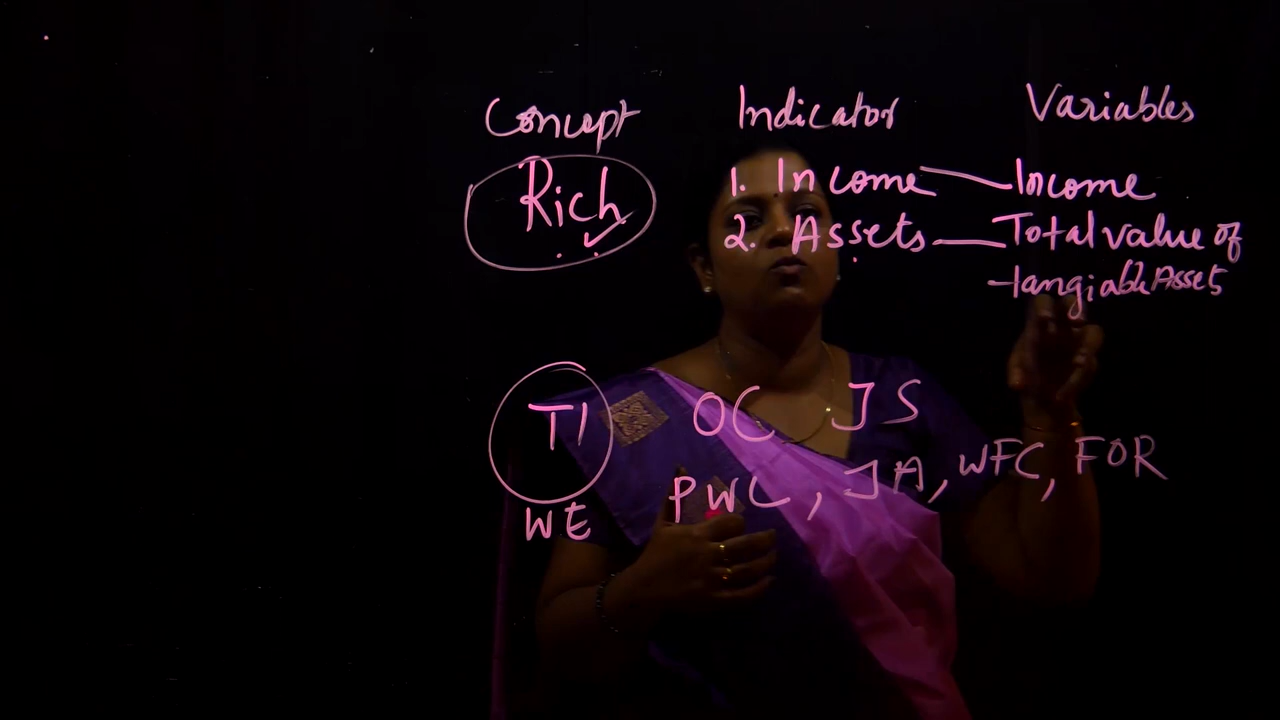 Concept Indicator Variables
Rich 1. Income Income
2. Assets Total value of
tangiable Asset
TI OC JS
WE PWC, JA, WFC, FOR